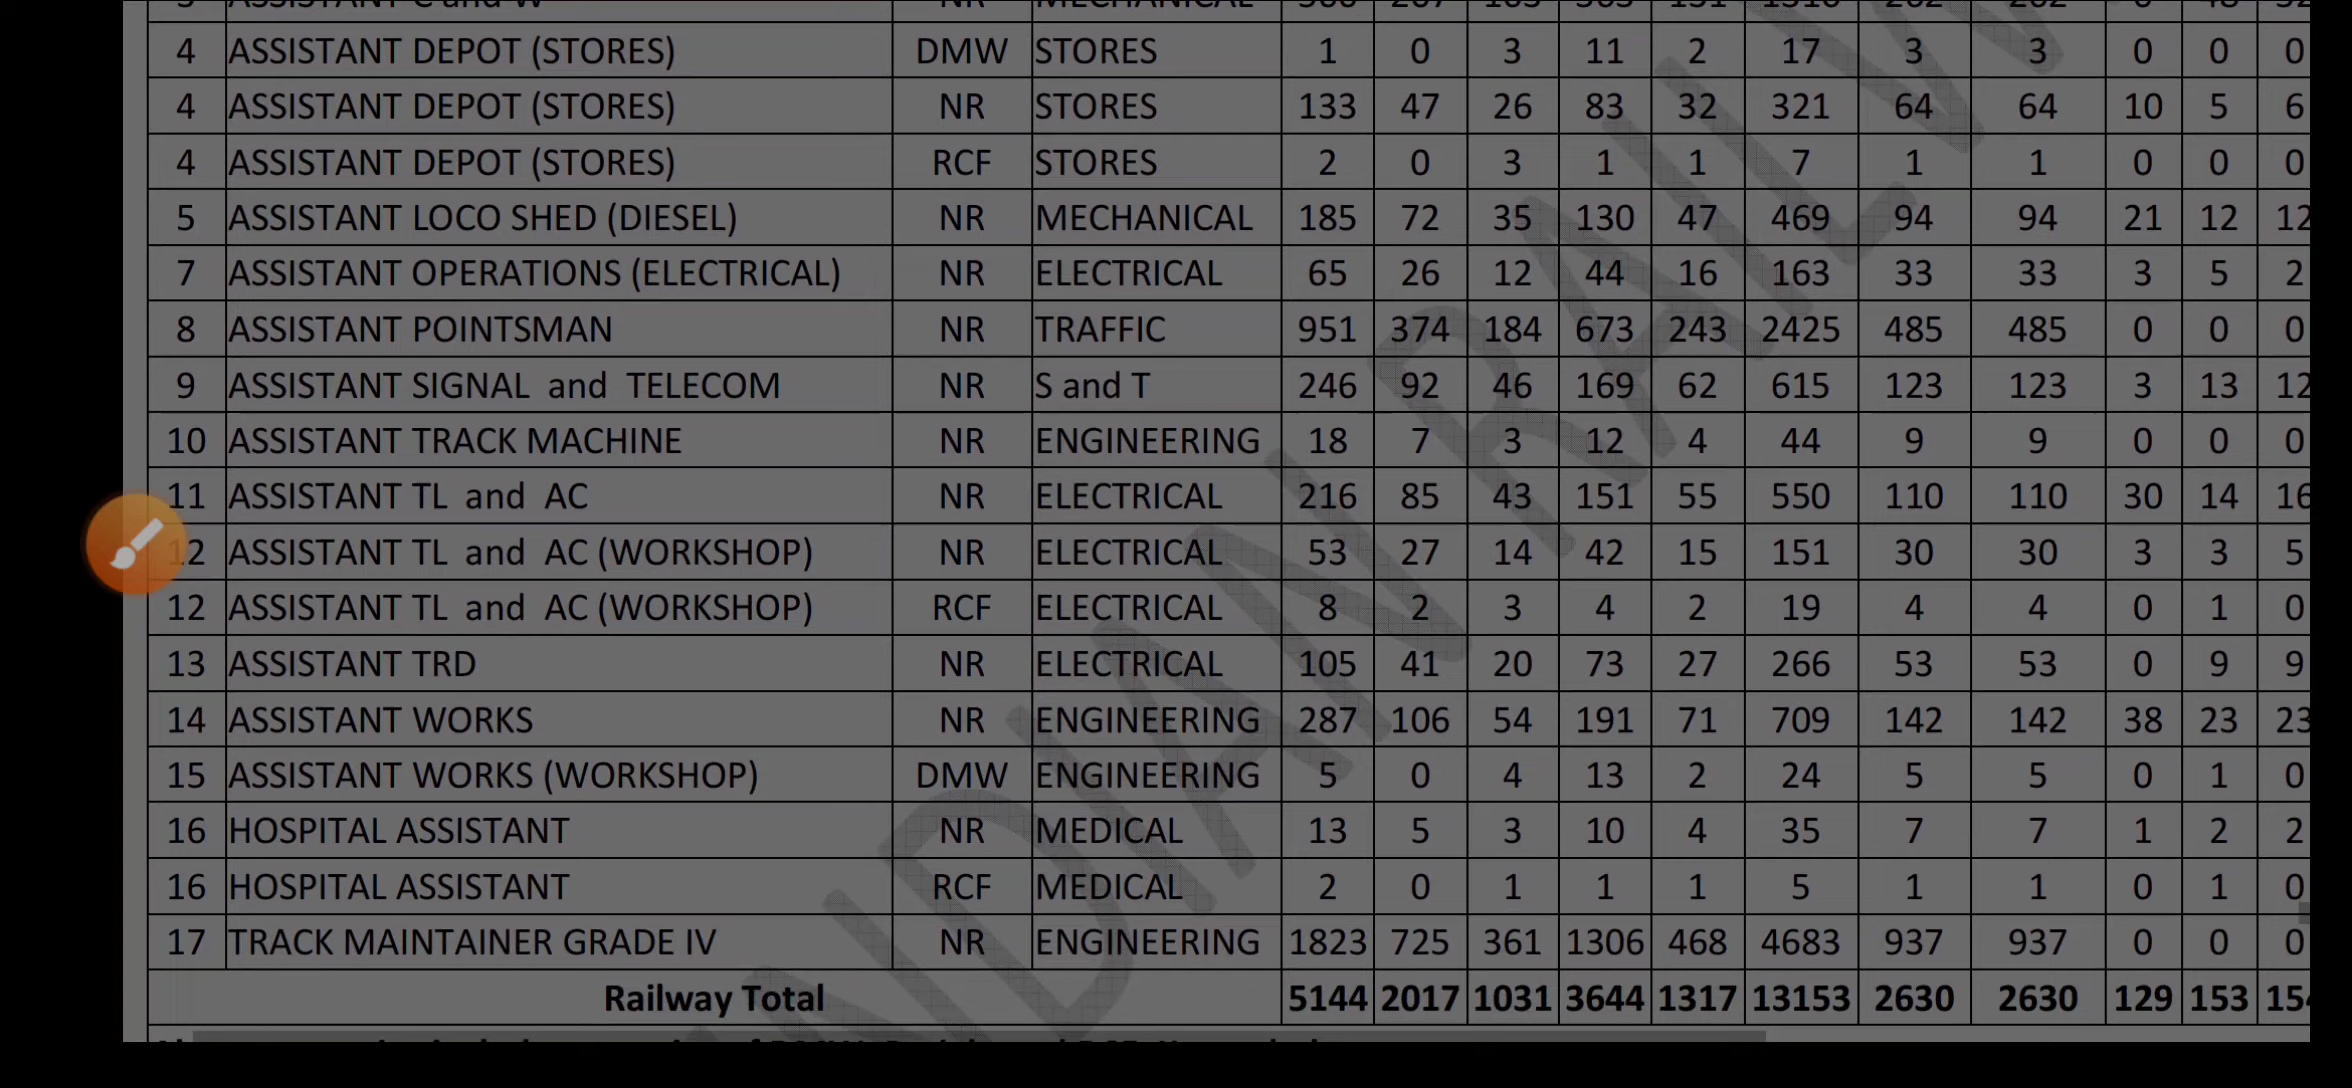 4 ASSISTANT DEPOT (STORES) DMW STORES 1 0 3 11 2 17 3 3 0 0 0
4 ASSISTANT DEPOT (STORES) NR STORES 133 47 26 83 32 321 64 64 10 5 6
4 ASSISTANT DEPOT (STORES) RCF STORES 2 0 3 1 1 7 1 1 0 0 0
5 ASSISTANT LOCO SHED (DIESEL) NR MECHANICAL 185 72 35 130 47 469 94 94 21 12 12
7 ASSISTANT OPERATIONS (ELECTRICAL) NR ELECTRICAL 65 26 12 44 16 163 33 33 3 5 2
8 ASSISTANT POINTSMAN NR TRAFFIC 951 374 184 673 243 2425 485 485 0 0 0
9 ASSISTANT SIGNAL and TELECOM NR S and T 246 92 46 169 62 615 123 123 3 13 12
10 ASSISTANT TRACK MACHINE NR ENGINEERING 18 7 3 12 4 44 9 9 0 0 0
11 ASSISTANT TL and AC NR ELECTRICAL 216 85 43 151 55 550 110 110 30 14 16
12 ASSISTANT TL and AC (WORKSHOP) NR ELECTRICAL 53 27 14 42 15 151 30 30 3 3 5
12 ASSISTANT TL and AC (WORKSHOP) RCF ELECTRICAL 8 2 3 4 2 19 4 4 0 1 0
13 ASSISTANT TRD NR ELECTRICAL 105 41 20 73 27 266 53 53 0 9 9
14 ASSISTANT WORKS NR ENGINEERING 287 106 54 191 71 709 142 142 38 23 23
15 ASSISTANT WORKS (WORKSHOP) DMW ENGINEERING 5 0 4 13 2 24 5 5 0 1 0
16 HOSPITAL ASSISTANT NR MEDICAL 13 5 3 10 4 35 7 7 1 2 2
16 HOSPITAL ASSISTANT RCF MEDICAL 2 0 1 1 1 5 1 1 0 1 0
17 TRACK MAINTAINER GRADE IV NR ENGINEERING 1823 725 361 1306 468 4683 937 937 0 0 0
Railway Total 5144 2017 1031 3644 1317 13153 2630 2630 129 153
INDIAN